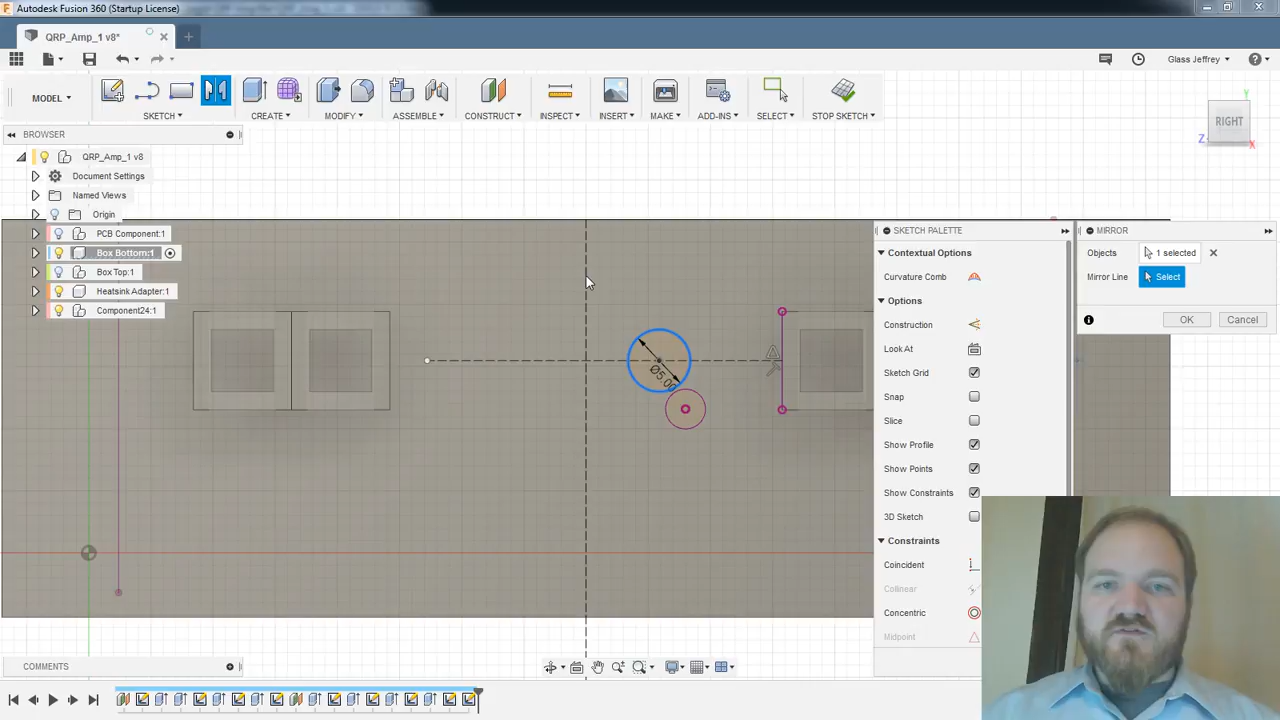 Autodesk Fusion 360 (Startup License)
QRP_Amp_1 v8*
Glass Jeffrey
MODEL
SKETCH
CREATE
MODIFY
ASSEMBLE
CONSTRUCT
INSPECT
INSERT
MAKE
ADD-INS
SELECT
STOP SKETCH
RIGHT
Y
Z
X
BROWSER
QRP_Amp_1 v8
Document Settings
Named Views
Origin
PCB Component:1
Box Bottom:1
Box Top:1
Heatsink Adapter:1
Component24:1
Ø5.00
SKETCH PALETTE
Contextual Options
Curvature Comb
Options
Construction
Look At
Sketch Grid
Snap
Slice
Show Profile
Show Points
Show Constraints
3D Sketch
Constraints
Coincident
Collinear
Concentric
Midpoint
MIRROR
Objects
1 selected
Mirror Line
Select
OK
Cancel
COMMENTS